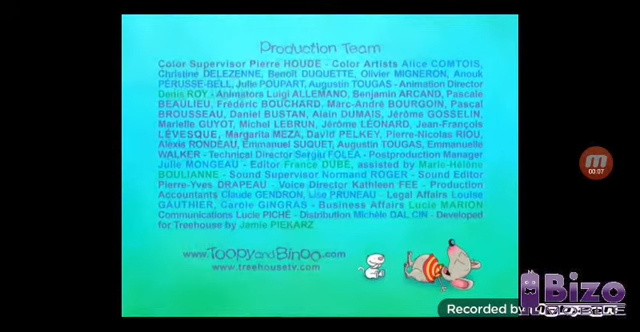 Production Team
Color Supervisor Pierre HOUDE - Color Artists Alice COMTOIS,
Christine DELEZENNE, Benoît DUQUETTE, Olivier MIGNERON, Anouk
PÉRUSSE-BELL, Julie POUPART, Augustin TOUGAS - Animation Director
Denis ROY - Animators Luigi ALLEMANO, Benjamin ARCAND, Pascale
BEAULIEU, Frédéric BOUCHARD, Marc-André BOURGOIN, Pascal
BROUSSEAU, Daniel BUSTAN, Alain DUMAIS, Jérôme GOSSELIN,
Marielle GUYOT, Michel LEBRUN, Jérôme LÉONARD, Jean-François
LÉVESQUE, Margarita MEZA, David PELKEY, Pierre-Nicolas RIOU,
Alexis RONDEAU, Emmanuel SUQUET, Augustin TOUGAS, Emmanuelle
WALKER - Technical Director Sergiu FOLEA - Postproduction Manager
Julie MONGEAU - Editor France DUBÉ, assisted by Marie-Hélène
BOULIANNE - Sound Supervisor Normand ROGER - Sound Editor
Pierre-Yves DRAPEAU - Voice Director Kathleen FEE - Production
Accountants Claude GENDRON, Lise PRUNEAU - Legal Affairs Louise
GAUTHIER, Carole GINGRAS - Business Affairs Lucie MARION
Communications Lucie PICHÉ - Distribution Michèle DAL CIN - Developed
for Treehouse by Jamie PIEKARZ
www.ToopyandBinoo.com
www.treehousetv.com
00:07
Bizo
Recorded by